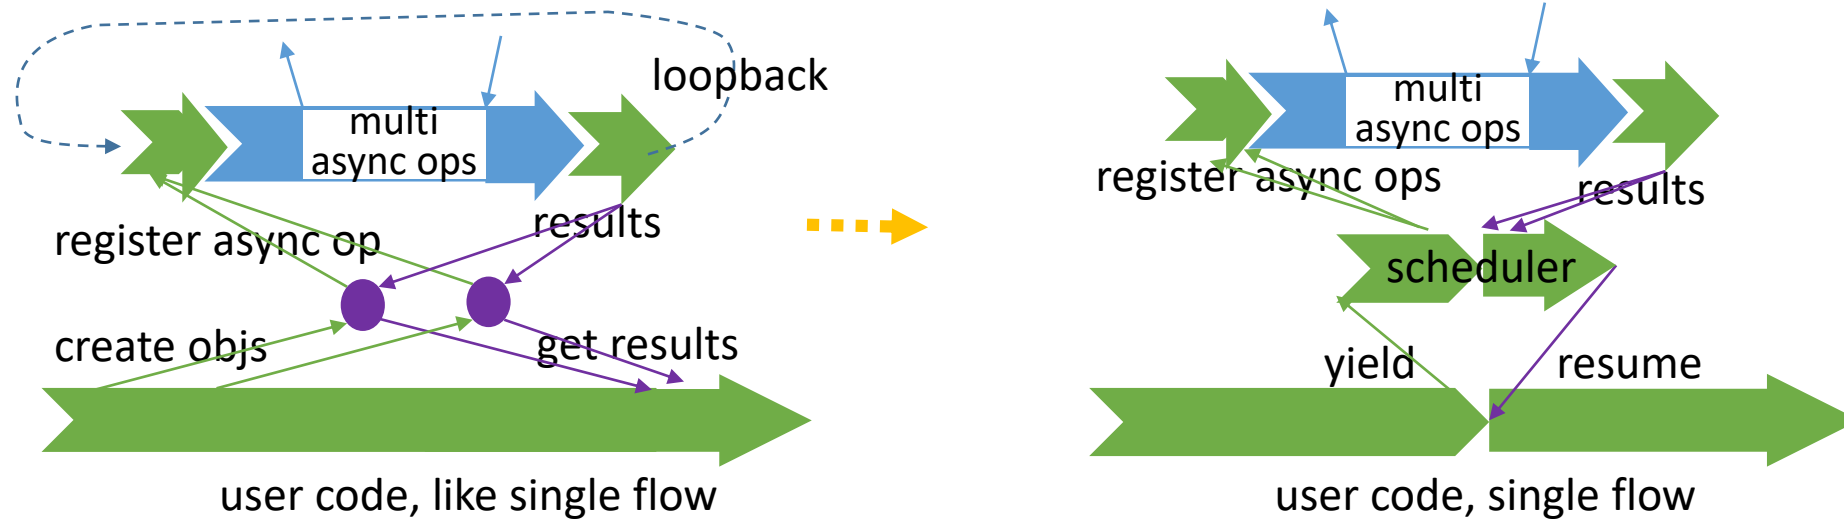 loopback
multi
async ops
register async op
results
create objs
get results
user code, like single flow
multi
async ops
register async ops
results
scheduler
yield
resume
user code, single flow